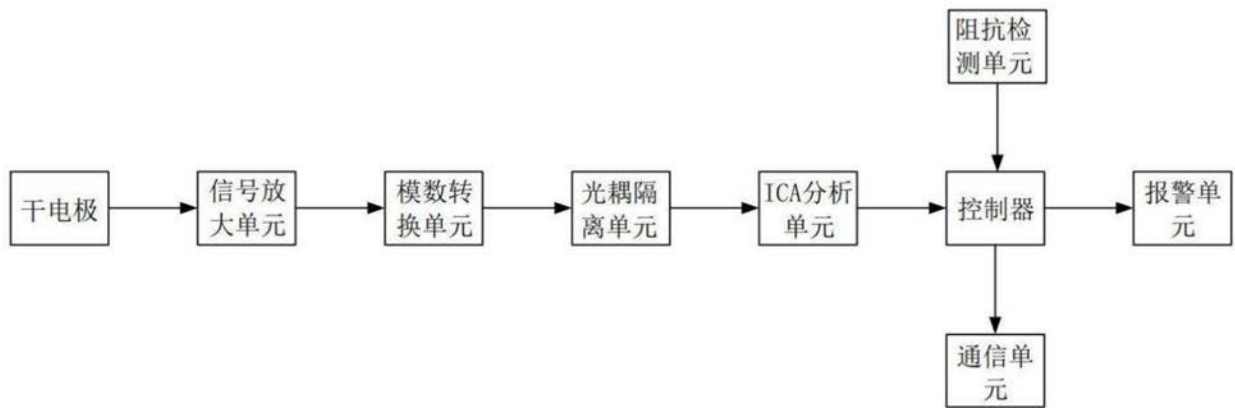 阻抗检
测单元
干电极
信号放
大单元
模数转
换单元
光耦隔
离单元
ICA分析
单元
控制器
报警单
元
通信单
元